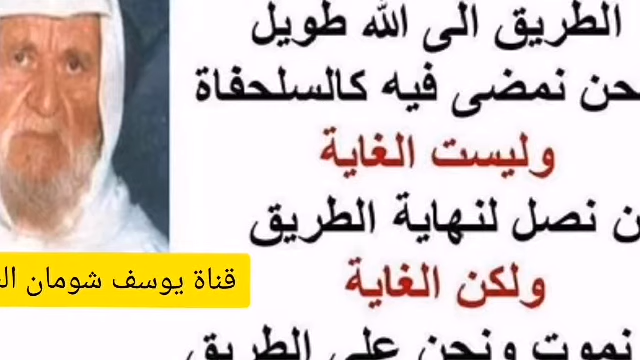 الطريق الى الله طويل
نمضى فيه كالسلحفاة
وليست الغاية
نصل لنهاية الطريق
ولكن الغاية
نموت ونحن على الطريق
قناة يوسف شومان